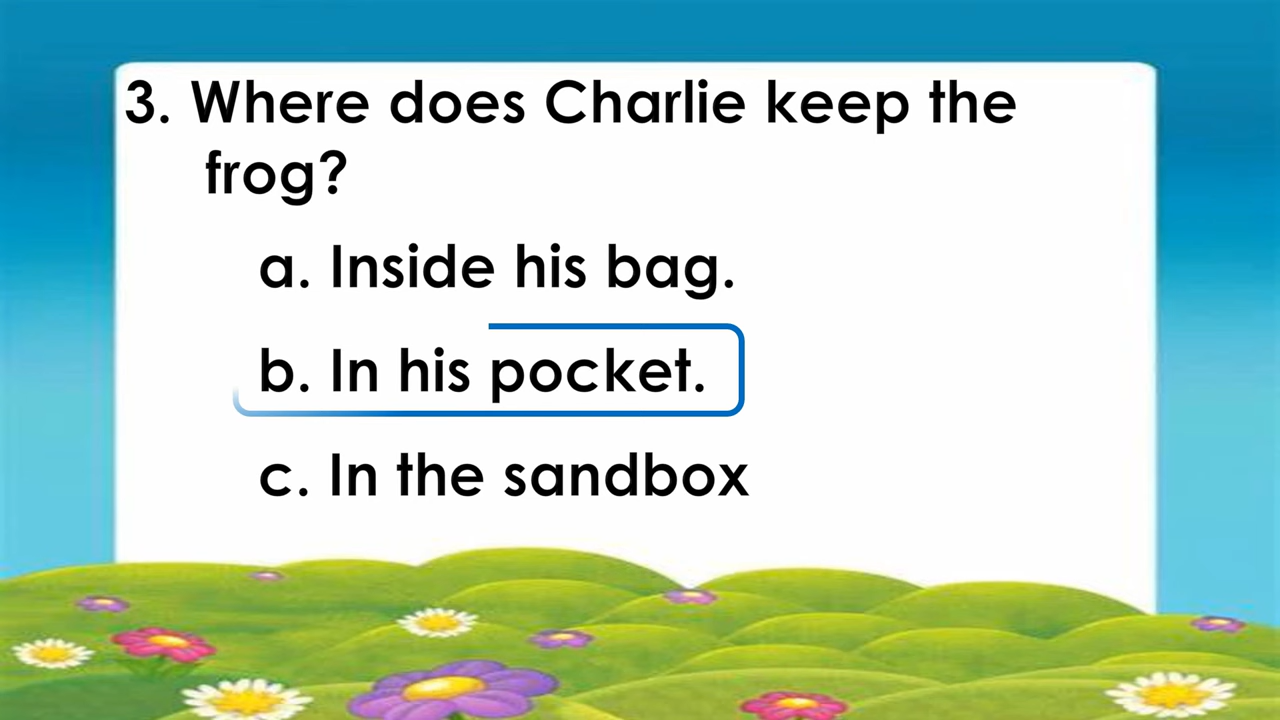 3. Where does Charlie keep the
frog?
a. Inside his bag.
b. In his pocket.
c. In the sandbox